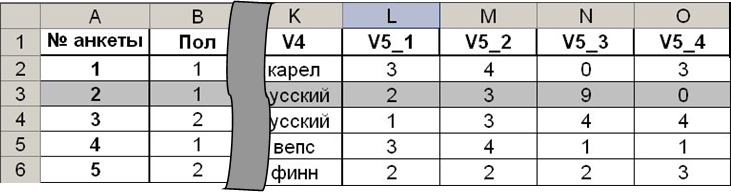 A B K L M N O
1 № анкеты Пол V4 V5_1 V5_2 V5_3 V5_4
2 1 1 карел 3 4 0 3
3 2 1 усский 2 3 9 0
4 3 2 усский 1 3 4 4
5 4 1 вепс 3 4 1 1
6 5 2 финн 2 2 2 3